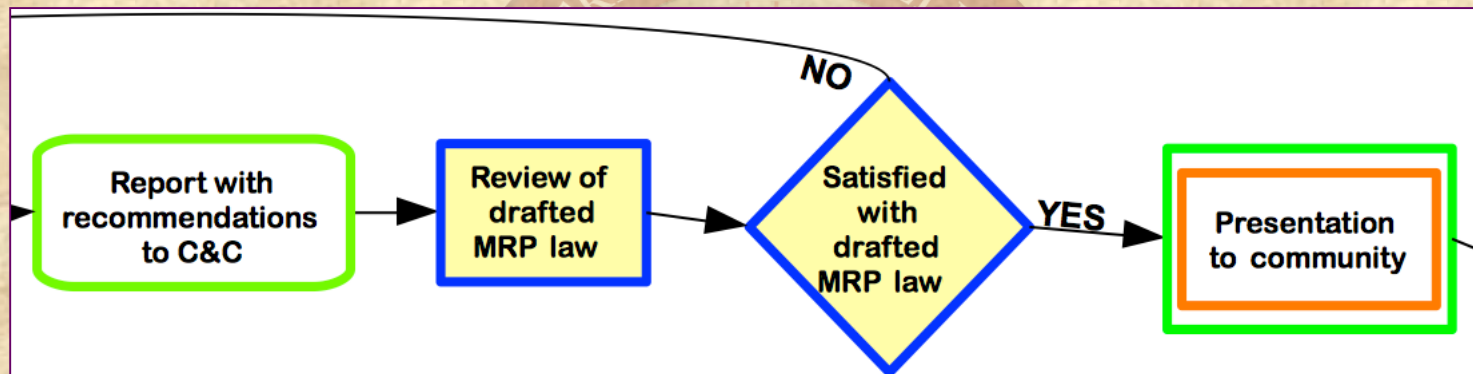 Report with
recommendations
to C&C
Review of
drafted
MRP law
NO
Satisfied
with
drafted
MRP law
YES
Presentation
to community